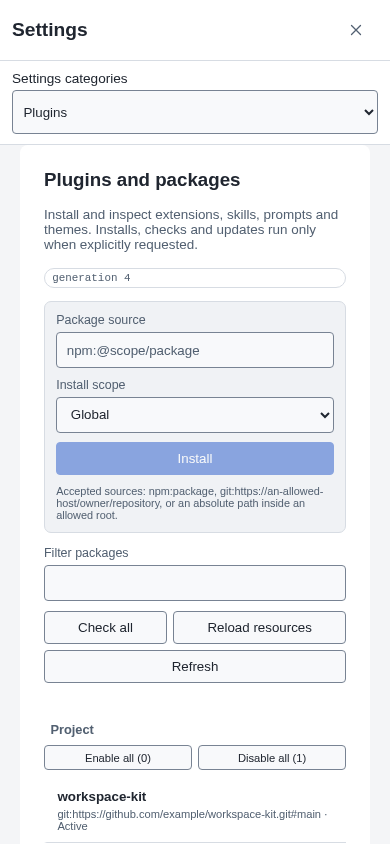 Settings
Settings categories
Plugins
Plugins and packages
Install and inspect extensions, skills, prompts and
themes. Installs, checks and updates run only
when explicitly requested.
generation 4
Package source
npm:@scope/package
Install scope
Global
Install
Accepted sources: npm:package, git:https://an-allowed-
host/owner/repository, or an absolute path inside an
allowed root.
Filter packages
Check all
Reload resources
Refresh
Project
Enable all (0)
Disable all (1)
workspace-kit
git:https://github.com/example/workspace-kit.git#main ·
Active